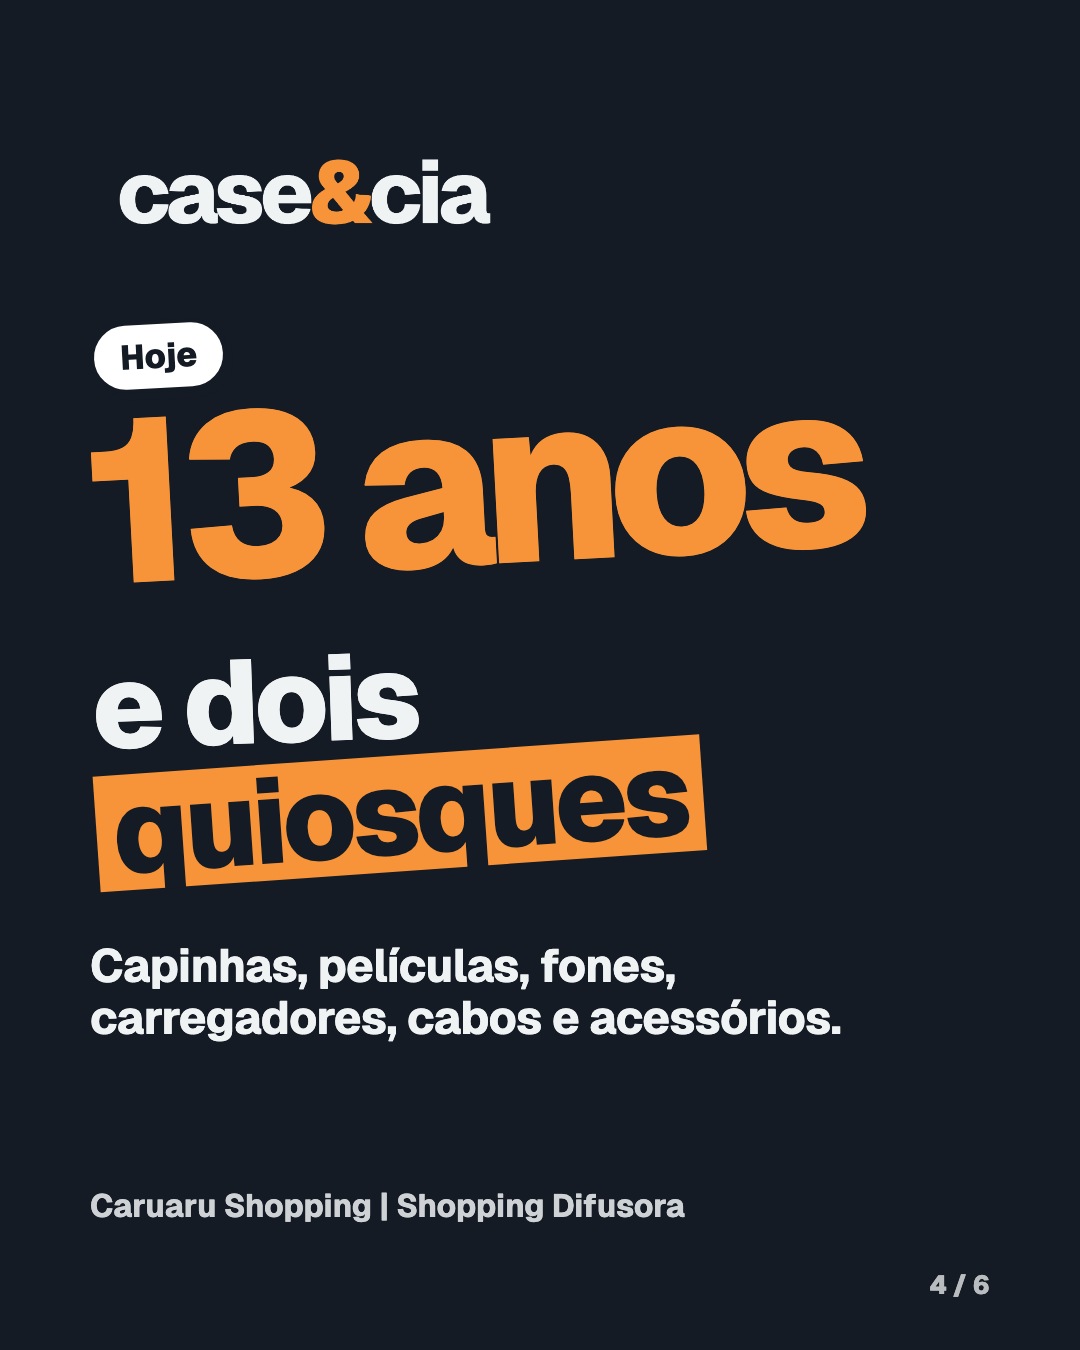 case&cia
Hoje
13 anos
e dois
quiosques
Capinhas, películas, fones,
carregadores, cabos e acessórios.
Caruaru Shopping | Shopping Difusora
4 / 6